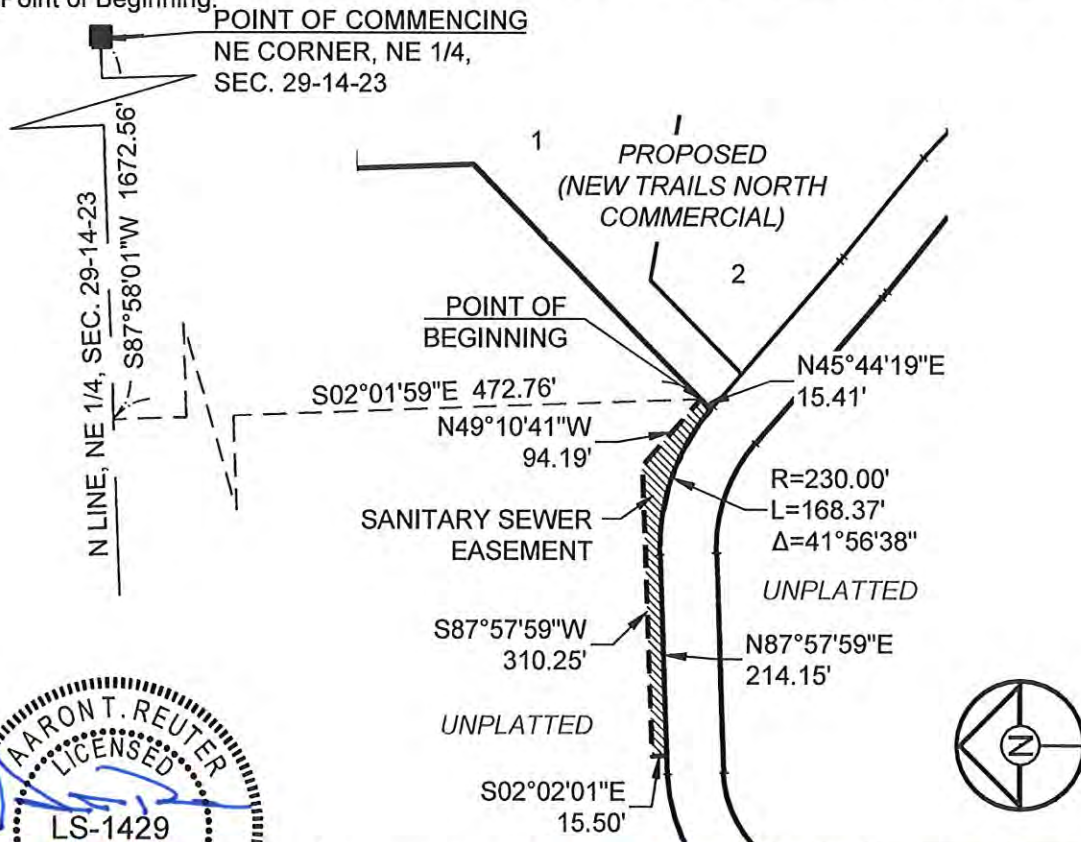 Point of Beginning.
POINT OF COMMENCING
NE CORNER, NE 1/4,
SEC. 29-14-23
N LINE, NE 1/4, SEC. 29-14-23
S87°58'01"W 1672.56'
1
PROPOSED
(NEW TRAILS NORTH
COMMERCIAL)
2
POINT OF
BEGINNING
S02°01'59"E 472.76'
N45°44'19"E
15.41'
N49°10'41"W
94.19'
R=230.00'
L=168.37'
Δ=41°56'38"
SANITARY SEWER
EASEMENT
UNPLATTED
S87°57'59"W
310.25'
N87°57'59"E
214.15'
UNPLATTED
S02°02'01"E
15.50'
N
AARON T. REUTER
LICENSED
LS-1429